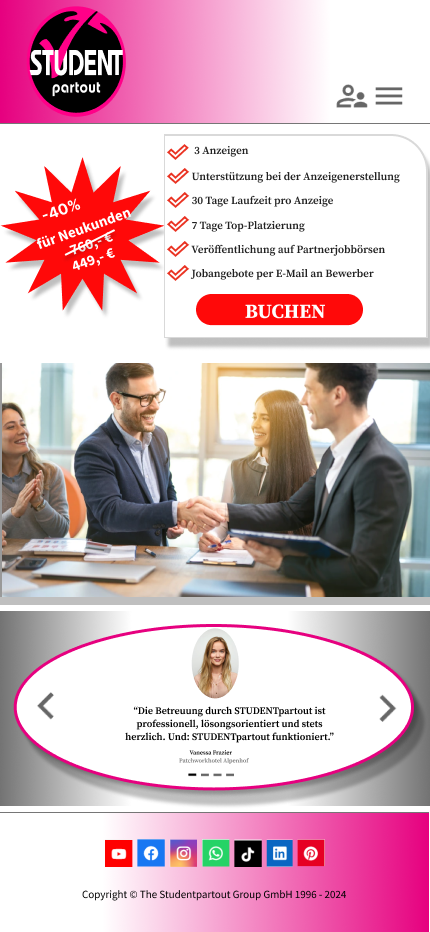 STUDENT
partout
-40%
für Neukunden
760,- €
449,- €
3 Anzeigen
Unterstützung bei der Anzeigenerstellung
30 Tage Laufzeit pro Anzeige
7 Tage Top-Platzierung
Veröffentlichung auf Partnerjobbörsen
Jobangebote per E-Mail an Bewerber
BUCHEN
“Die Betreuung durch STUDENTpartout ist
professionell, lösongsorientiert und stets
herzlich. Und: STUDENTpartout funktioniert.”
Vanessa Frazier
Patchworkhotel Alpenhof
Copyright © The Studentpartout Group GmbH 1996 - 2024